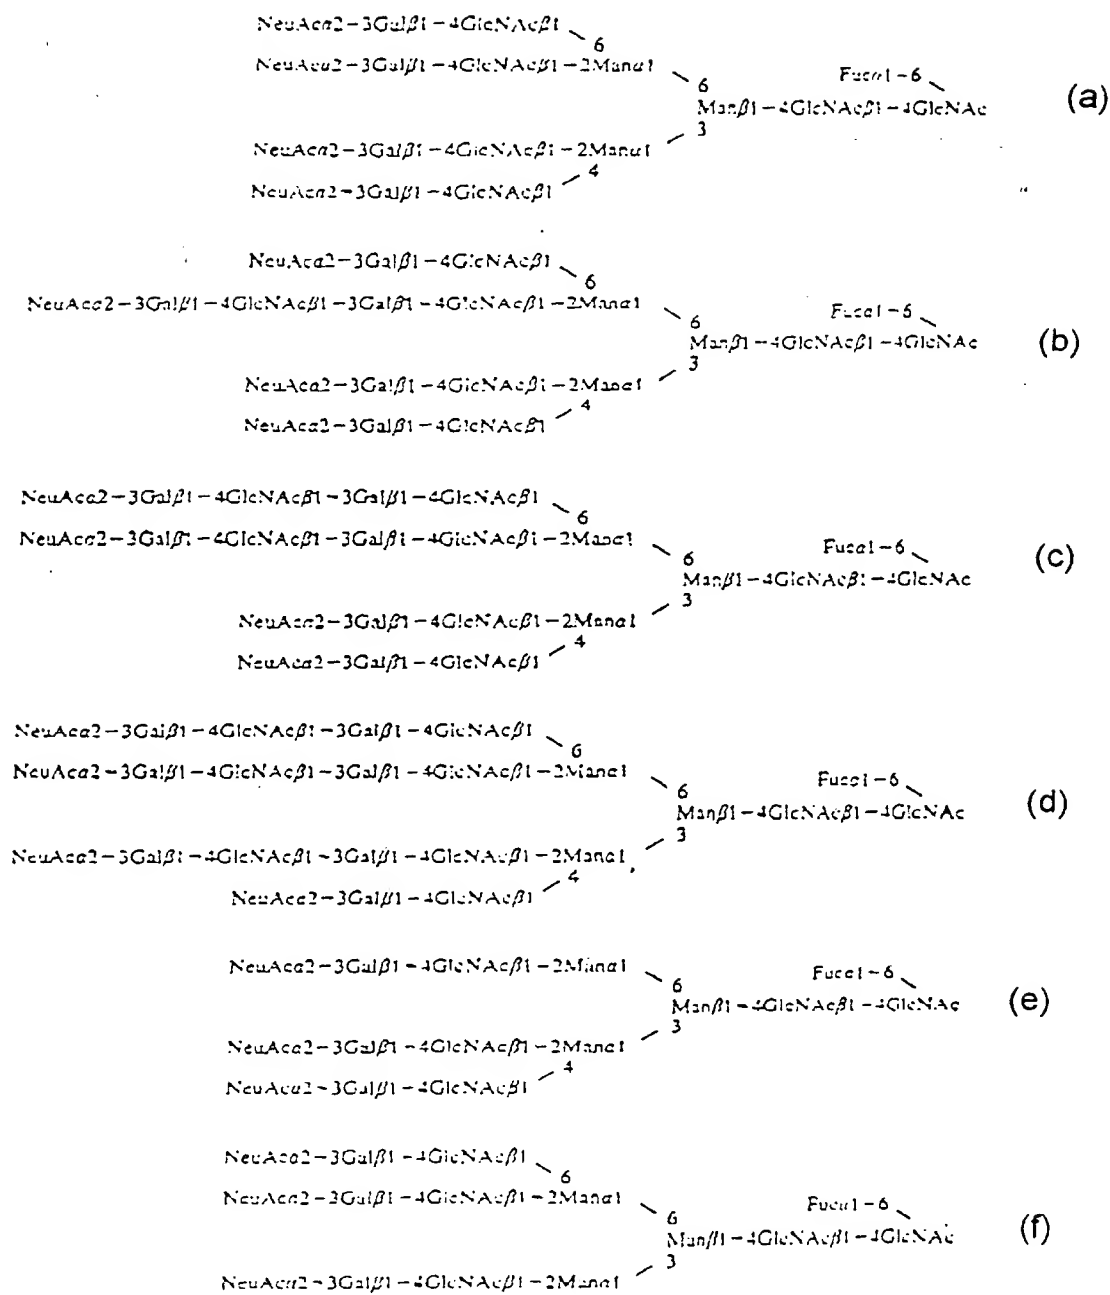 NeuAcα2-3Galβ1-4GlcNAcβ1
6
NeuAcα2-3Galβ1-4GlcNAcβ1-2Manα1
Fucα1-6
6
Manβ1-4GlcNAcβ1-4GlcNAc
(a)
3
NeuAcα2-3Galβ1-4GlcNAcβ1-2Manα1
4
NeuAcα2-3Galβ1-4GlcNAcβ1
NeuAcα2-3Galβ1-4GlcNAcβ1
6
NeuAcα2-3Galβ1-4GlcNAcβ1-3Galβ1-4GlcNAcβ1-2Manα1
Fucα1-6
6
Manβ1-4GlcNAcβ1-4GlcNAc
(b)
3
NeuAcα2-3Galβ1-4GlcNAcβ1-2Manα1
4
NeuAcα2-3Galβ1-4GlcNAcβ1
NeuAcα2-3Galβ1-4GlcNAcβ1-3Galβ1-4GlcNAcβ1
6
NeuAcα2-3Galβ1-4GlcNAcβ1-3Galβ1-4GlcNAcβ1-2Manα1
Fucα1-6
6
Manβ1-4GlcNAcβ1-4GlcNAc
(c)
3
NeuAcα2-3Galβ1-4GlcNAcβ1-2Manα1
4
NeuAcα2-3Galβ1-4GlcNAcβ1
NeuAcα2-3Galβ1-4GlcNAcβ1-3Galβ1-4GlcNAcβ1
6
NeuAcα2-3Galβ1-4GlcNAcβ1-3Galβ1-4GlcNAcβ1-2Manα1
Fucα1-6
6
Manβ1-4GlcNAcβ1-4GlcNAc
(d)
3
NeuAcα2-3Galβ1-4GlcNAcβ1-3Galβ1-4GlcNAcβ1-2Manα1
4
NeuAcα2-3Galβ1-4GlcNAcβ1
NeuAcα2-3Galβ1-4GlcNAcβ1-2Manα1
Fucα1-6
6
Manβ1-4GlcNAcβ1-4GlcNAc
(e)
3
NeuAcα2-3Galβ1-4GlcNAcβ1-2Manα1
4
NeuAcα2-3Galβ1-4GlcNAcβ1
NeuAcα2-3Galβ1-4GlcNAcβ1
6
NeuAcα2-3Galβ1-4GlcNAcβ1-2Manα1
Fucα1-6
6
Manβ1-4GlcNAcβ1-4GlcNAc
(f)
3
NeuAcα2-3Galβ1-4GlcNAcβ1-2Manα1